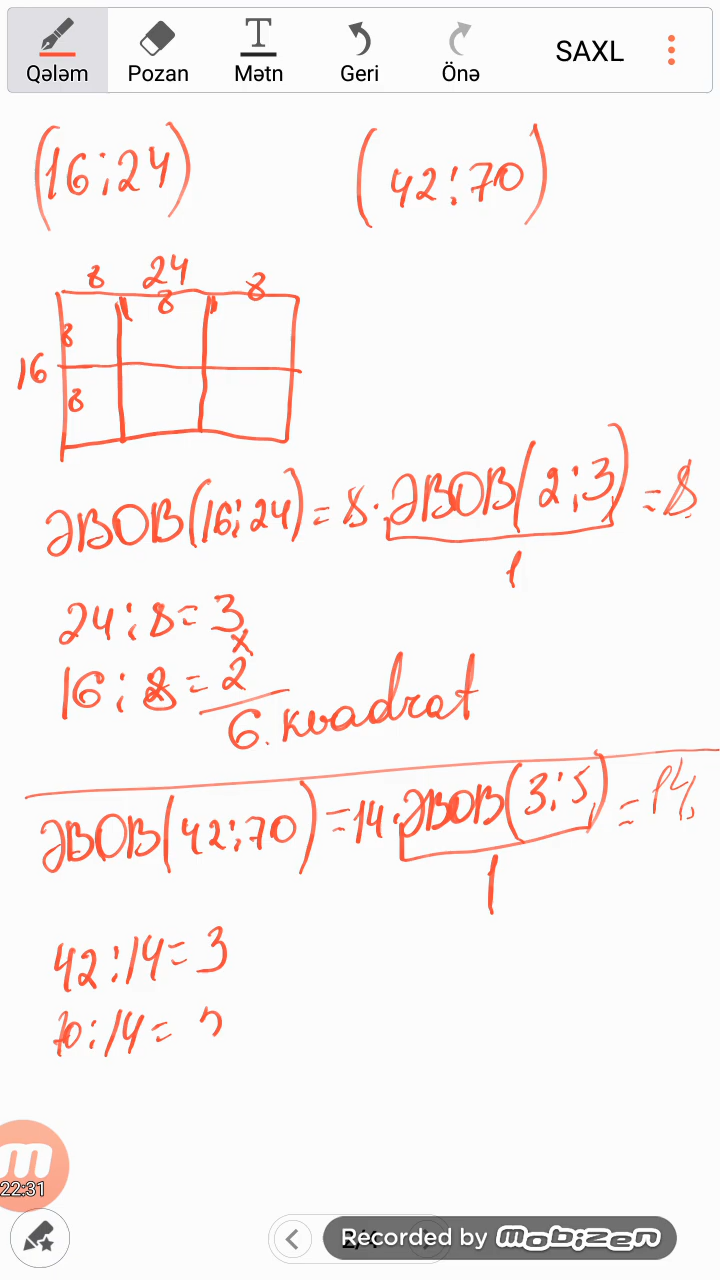 Qələm Pozan Mətn Geri Önə SAXL
(16;24) (42;70)
8 24 8
8
8
16
8
ƏBOB(16;24)=8·ƏBOB(2;3)=8
1
24:8=3
x
16:8=2
6. kvadrat
ƏBOB(42;70)=14·ƏBOB(3;5)=14
1
42:14=3
70:14=
22:31
Recorded by mobizen